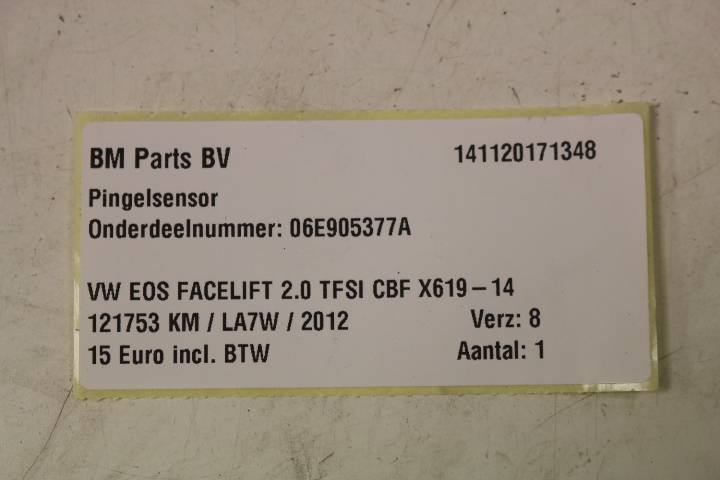 BM Parts BV 141120171348
Pingelsensor
Onderdeelnummer: 06E905377A
VW EOS FACELIFT 2.0 TFSI CBF X619-14
121753 KM / LA7W / 2012 Verz: 8
15 Euro incl. BTW Aantal: 1